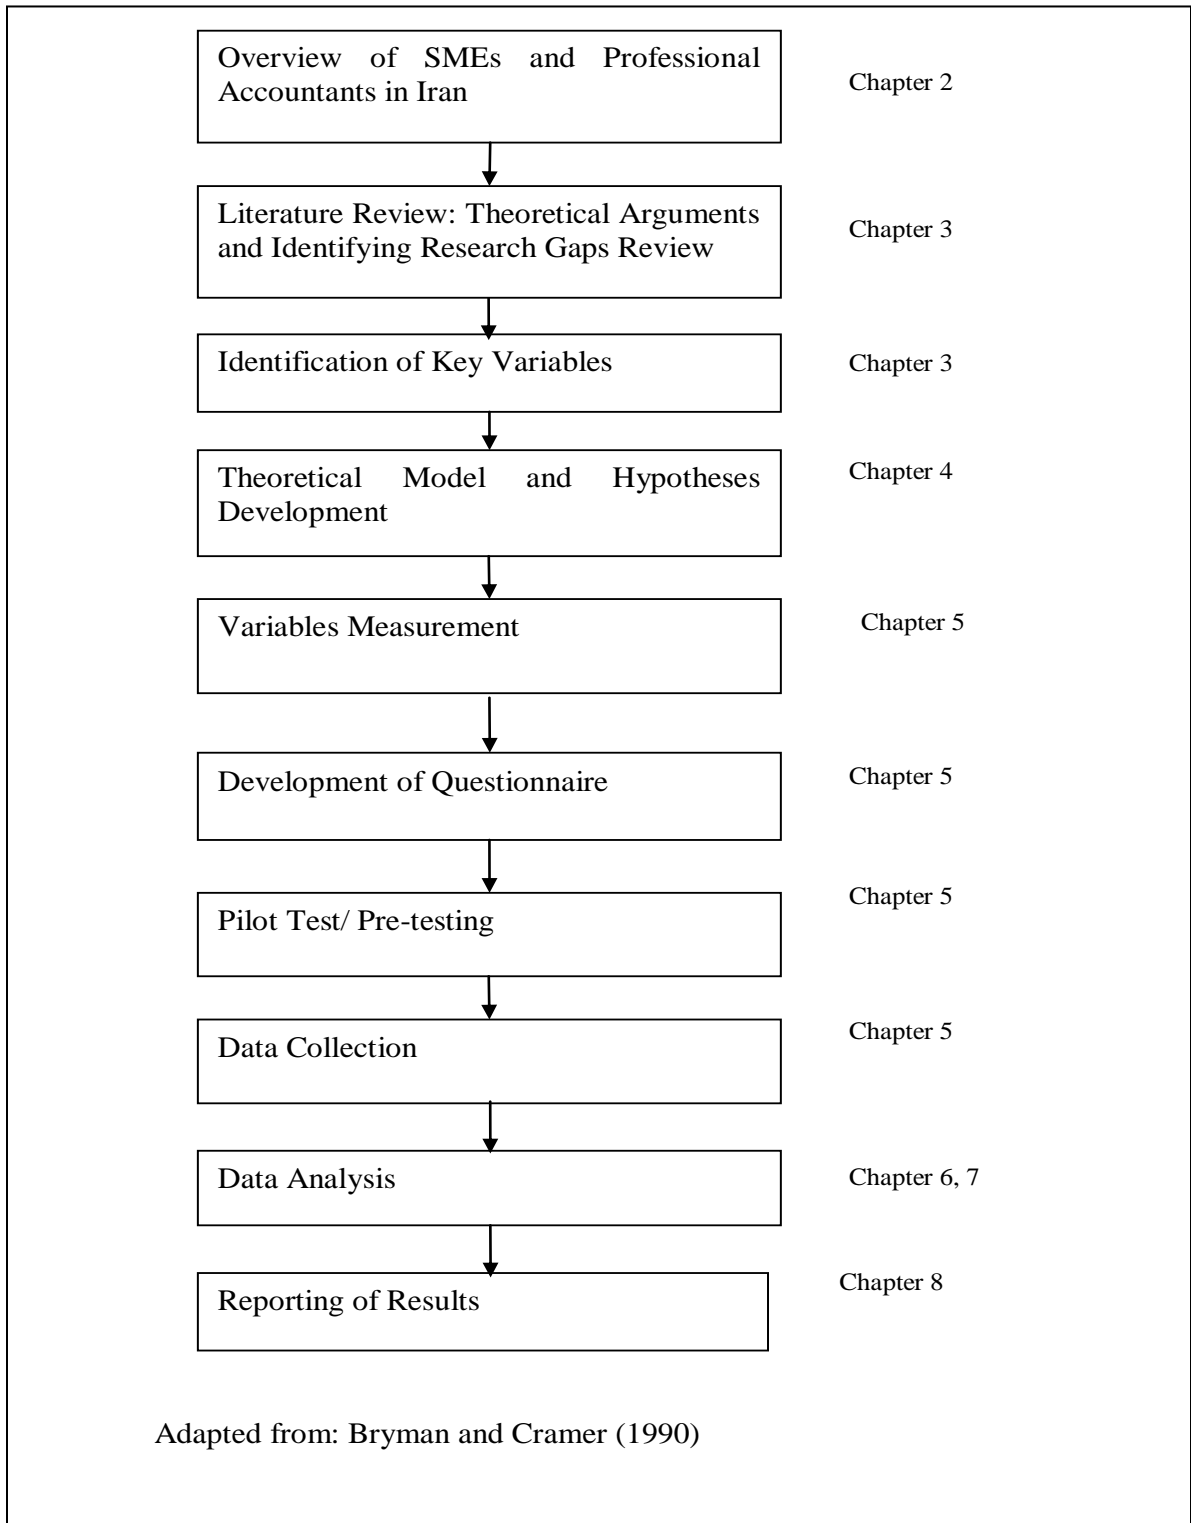 Overview of SMEs and Professional
Accountants in Iran
Chapter 2
Literature Review: Theoretical Arguments
and Identifying Research Gaps Review
Chapter 3
Identification of Key Variables
Chapter 3
Theoretical Model and Hypotheses
Development
Chapter 4
Variables Measurement
Chapter 5
Development of Questionnaire
Chapter 5
Pilot Test/ Pre-testing
Chapter 5
Data Collection
Chapter 5
Data Analysis
Chapter 6, 7
Reporting of Results
Chapter 8
Adapted from: Bryman and Cramer (1990)